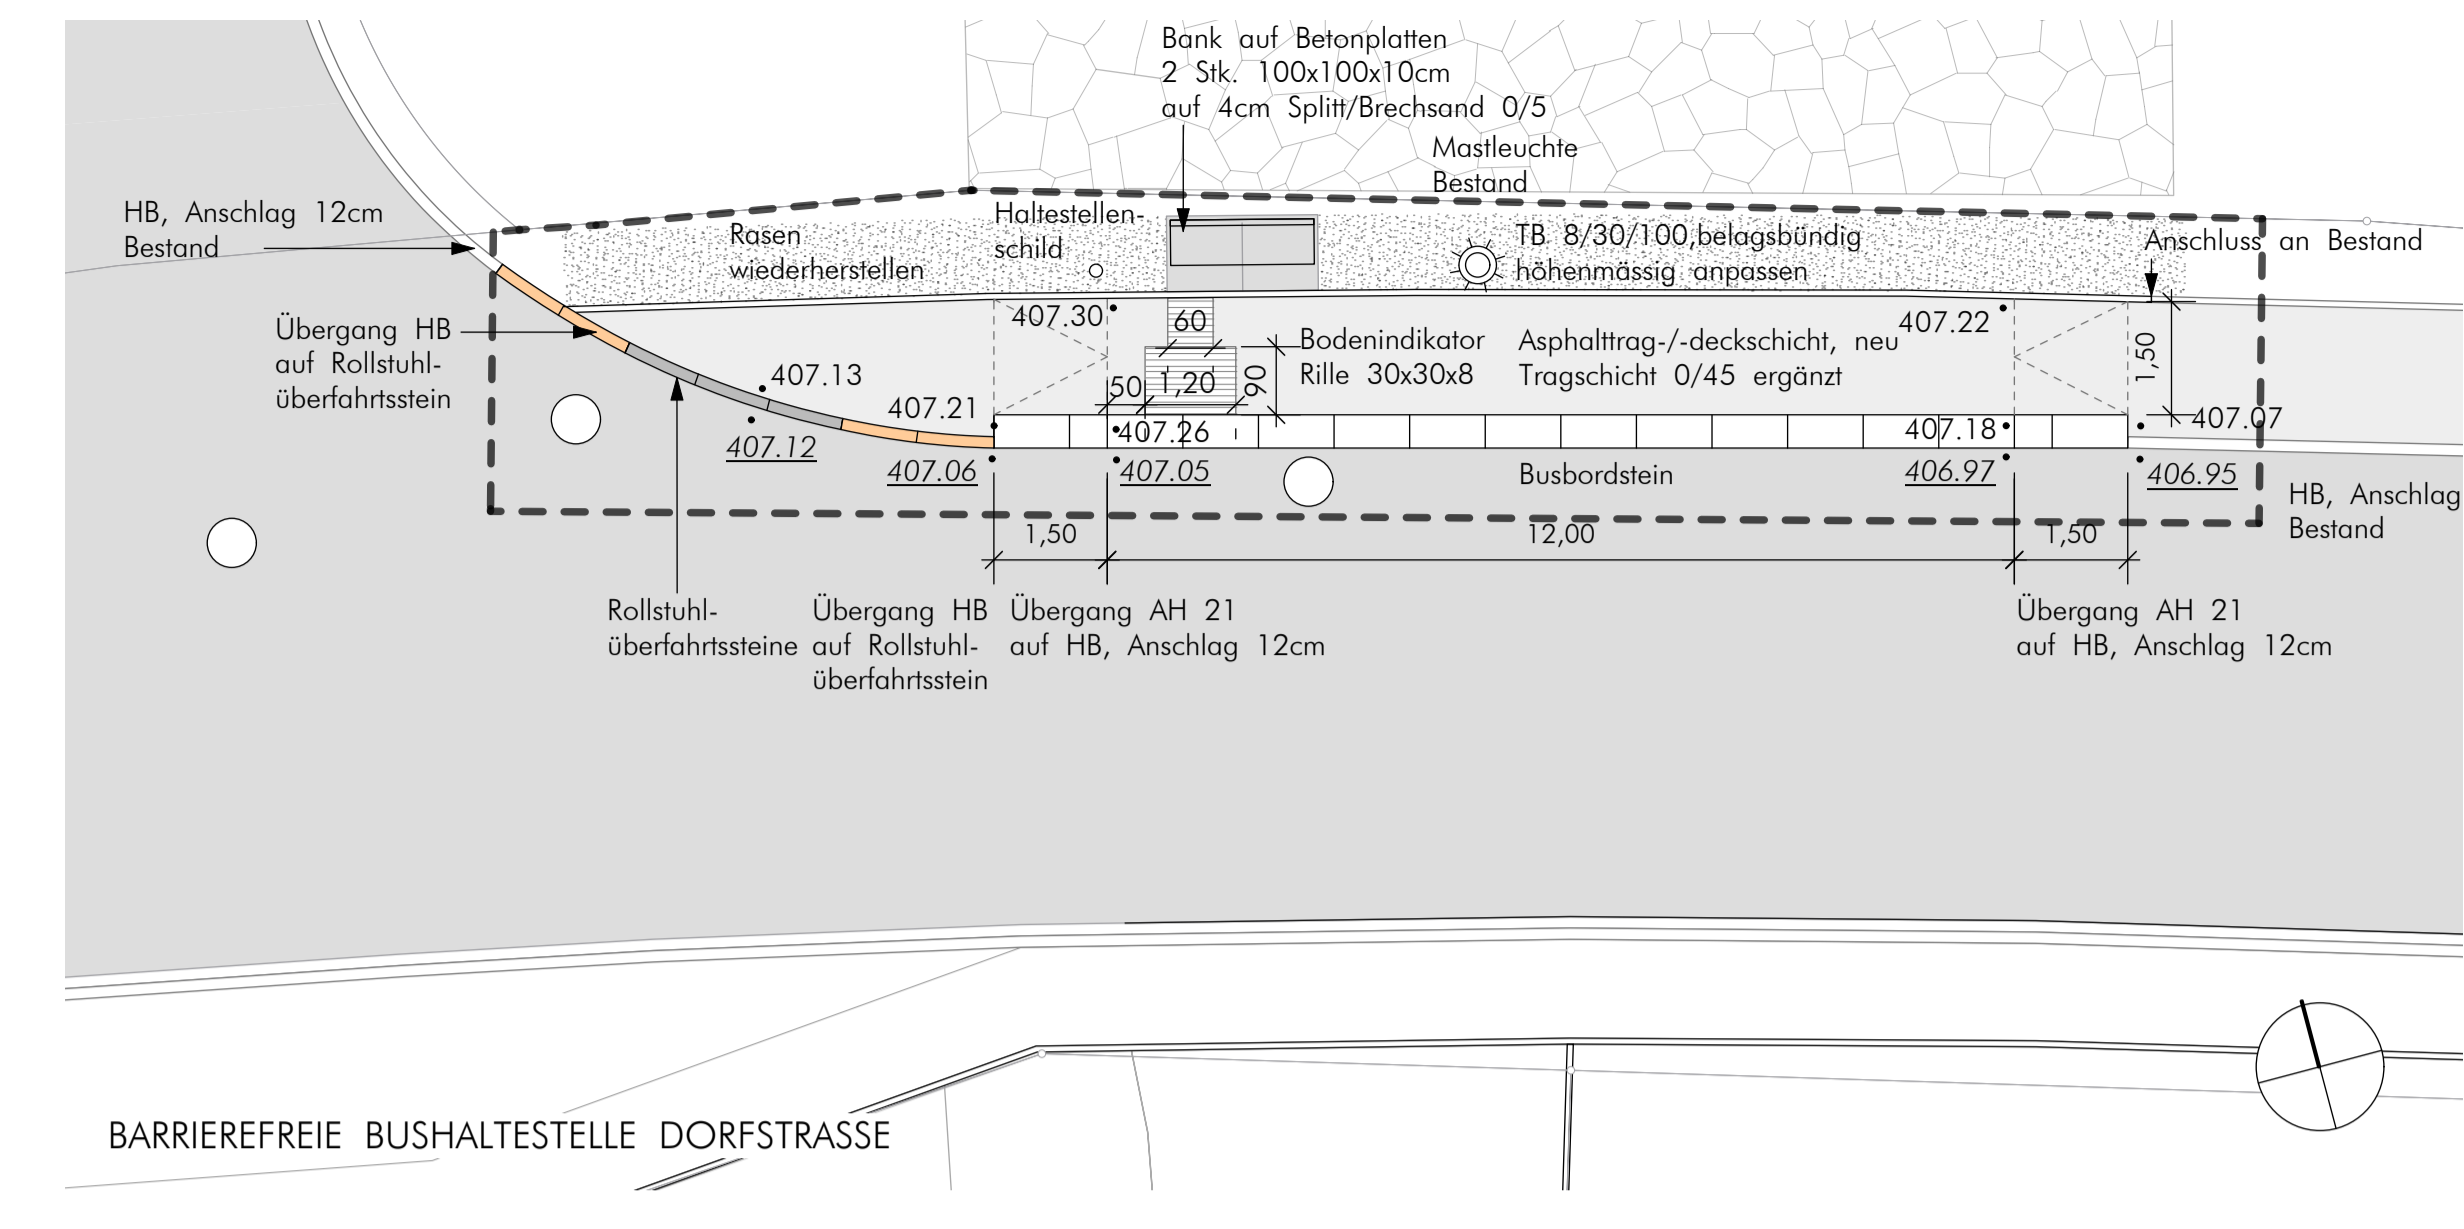 Bank auf Betonplatten
2 Stk. 100x100x10cm
auf 4cm Splitt/Brechsand 0/5
Mastleuchte
Bestand
HB, Anschlag 12cm
Bestand
Rasen
wiederherstellen
Haltestellen-
schild
TB 8/30/100,belagsbündig
höhenmässig anpassen
Anschluss an Bestand
Übergang HB
auf Rollstuhl-
überfahrtsstein
407.30
60
407.22
Bodenindikator
Rille 30x30x8
Asphalttrag-/-deckschicht, neu
Tragschicht 0/45 ergänzt
1,50
407.13
50
1,20
90
407.21
407.12
407.26
407.18
407.07
407.06
407.05
Busbordstein
406.97
406.95
HB, Anschlag
Bestand
1,50
12,00
1,50
Rollstuhl-
überfahrtssteine
Übergang HB
auf Rollstuhl-
überfahrtsstein
Übergang AH 21
auf HB, Anschlag 12cm
Übergang AH 21
auf HB, Anschlag 12cm
BARRIEREFREIE BUSHALTESTELLE DORFSTRASSE